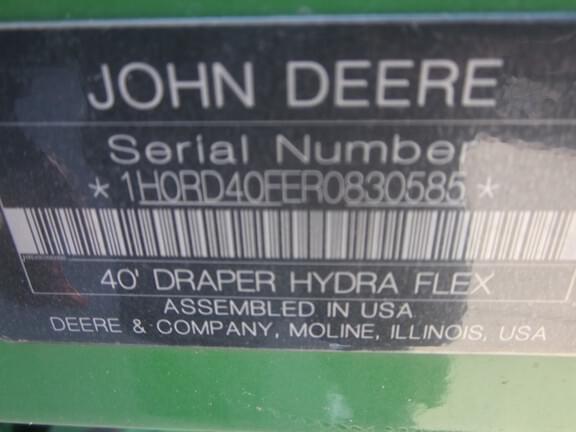 JOHN DEERE
Serial Number
*1H0RD40FER0830585*
40' DRAPER HYDRA FLEX
ASSEMBLED IN USA
DEERE & COMPANY, MOLINE, ILLINOIS, USA